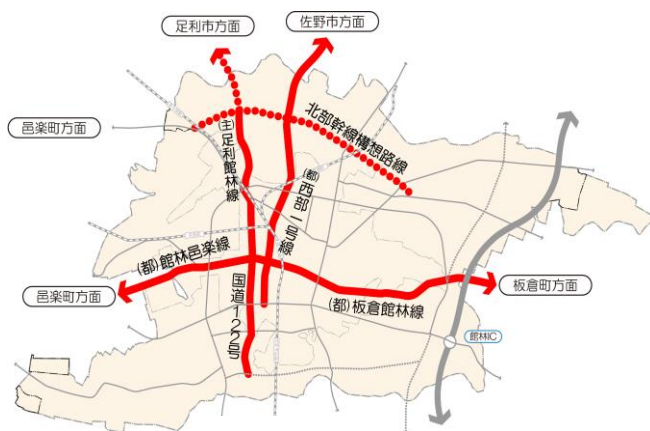 足利市方面
佐野市方面
邑楽町方面
北部幹線構想路線
(主)足利館林線
(都)西部一号線
(都)館林邑楽線
邑楽町方面
国道122号
(都)板倉館林線
板倉町方面
館林IC